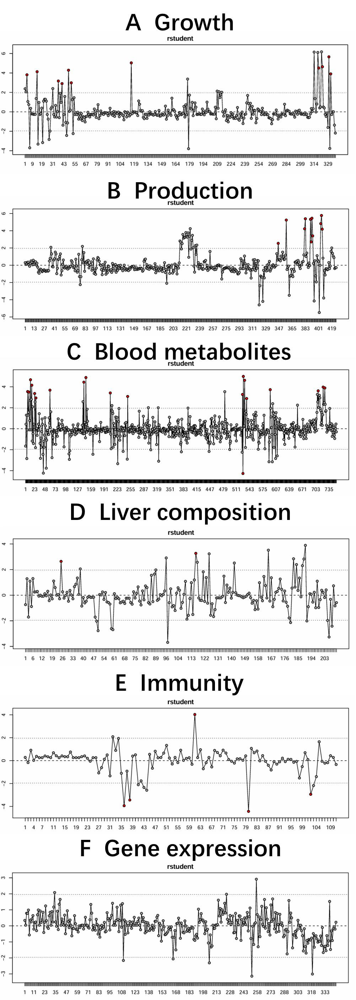 A Growth
rstudent
6
4
2
0
-2
-4
1 9 19 31 43 55 67 79 91 104 119 134 149 164 179 194 209 224 239 254 269 284 299 314 329
B Production
rstudent
6
4
2
0
-2
-4
-6
1 13 27 41 55 69 83 97 113 131 149 167 185 203 221 239 257 275 293 311 329 347 365 383 401 419
C Blood metabolites
rstudent
4
2
0
-2
-4
1 23 48 73 98 127 159 191 223 255 287 319 351 383 415 447 479 511 543 575 607 639 671 703 735
D Liver composition
rstudent
4
2
0
-2
-4
1 6 12 19 26 33 40 47 54 61 68 75 82 89 96 104 113 122 131 140 149 158 167 176 185 194 203
E Immunity
rstudent
4
2
0
-2
-4
1 4 7 11 15 19 23 27 31 35 39 43 47 51 55 59 63 67 71 75 79 83 87 91 95 99 104 109
F Gene expression
rstudent
3
2
1
0
-1
-2
-3
1 11 23 35 47 59 71 83 95 108 123 138 153 168 183 198 213 228 243 258 273 288 303 318 333